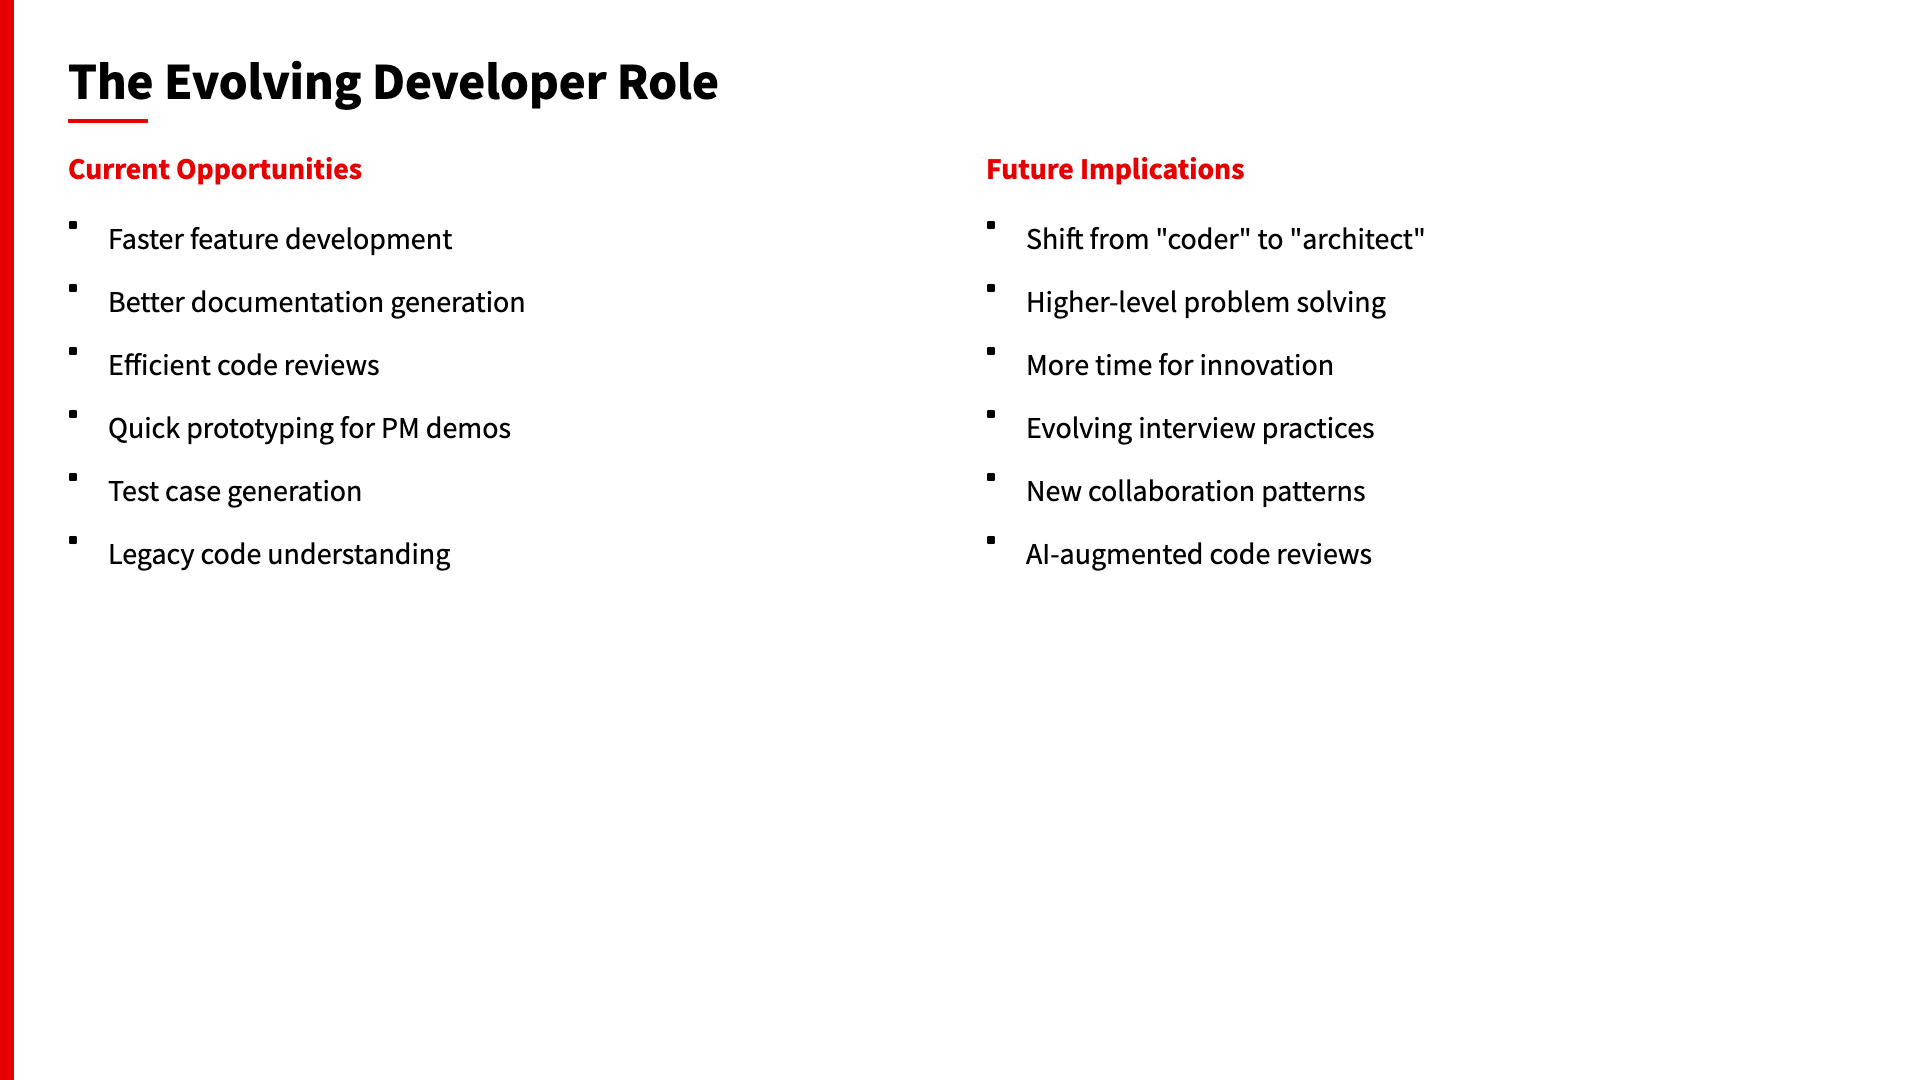 The Evolving Developer Role
Current Opportunities
Faster feature development
Better documentation generation
Efficient code reviews
Quick prototyping for PM demos
Test case generation
Legacy code understanding
Future Implications
Shift from "coder" to "architect"
Higher-level problem solving
More time for innovation
Evolving interview practices
New collaboration patterns
AI-augmented code reviews